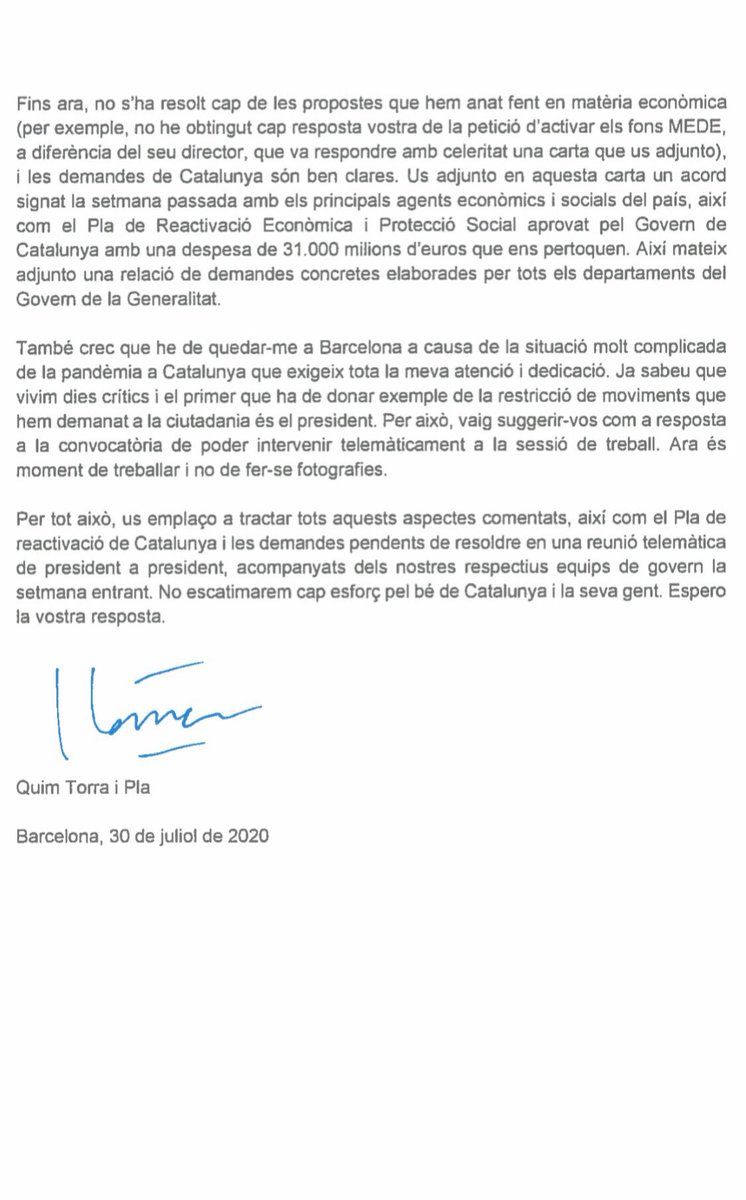 Fins ara, no s'ha resolt cap de les propostes que hem anat fent en matèria econòmica
(per exemple, no he obtingut cap resposta vostra de la petició d'activar els fons MEDE,
a diferència del seu director, que va respondre amb celeritat una carta que us adjunto),
i les demandes de Catalunya són ben clares. Us adjunto en aquesta carta un acord
signat la setmana passada amb els principals agents econòmics i socials del país, així
com el Pla de Reactivació Econòmica i Protecció Social aprovat pel Govern de
Catalunya amb una despesa de 31.000 milions d'euros que ens pertoquen. Així mateix
adjunto una relació de demandes concretes elaborades per tots els departaments del
Govern de la Generalitat.
També crec que he de quedar-me a Barcelona a causa de la situació molt complicada
de la pandèmia a Catalunya que exigeix tota la meva atenció i dedicació. Ja sabeu que
vivim dies crítics i el primer que ha de donar exemple de la restricció de moviments que
hem demanat a la ciutadania és el president. Per això, vaig suggerir-vos com a resposta
a la convocatòria de poder intervenir telemàticament a la sessió de treball. Ara és
moment de treballar i no de fer-se fotografies.
Per tot això, us emplaço a tractar tots aquests aspectes comentats, així com el Pla de
reactivació de Catalunya i les demandes pendents de resoldre en una reunió telemàtica
de president a president, acompanyats dels nostres respectius equips de govern la
setmana entrant. No escatimarem cap esforç pel bé de Catalunya i la seva gent. Espero
la vostra resposta.
Quim Torra i Pla
Barcelona, 30 de juliol de 2020